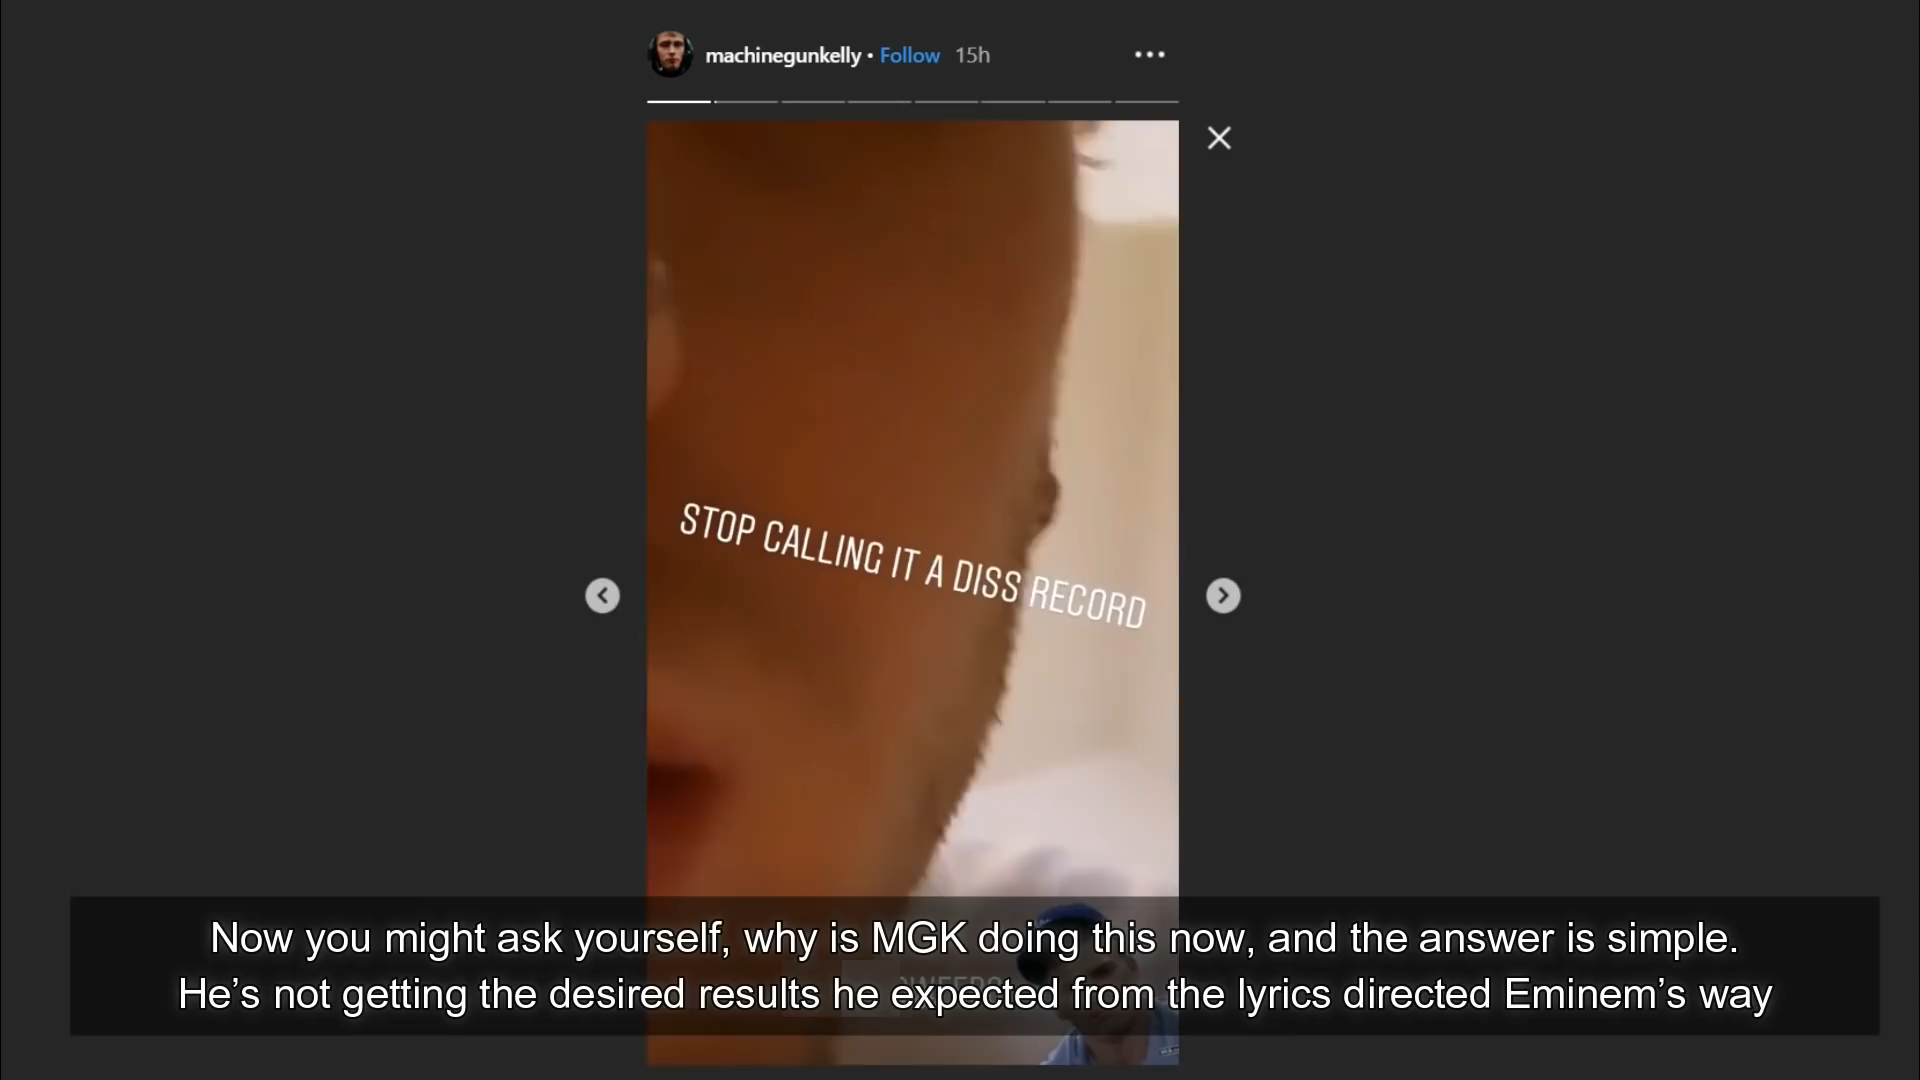 machinegunkelly • Follow 15h
STOP CALLING IT A DISS RECORD
Now you might ask yourself, why is MGK doing this now, and the answer is simple.
He’s not getting the desired results he expected from the lyrics directed Eminem’s way